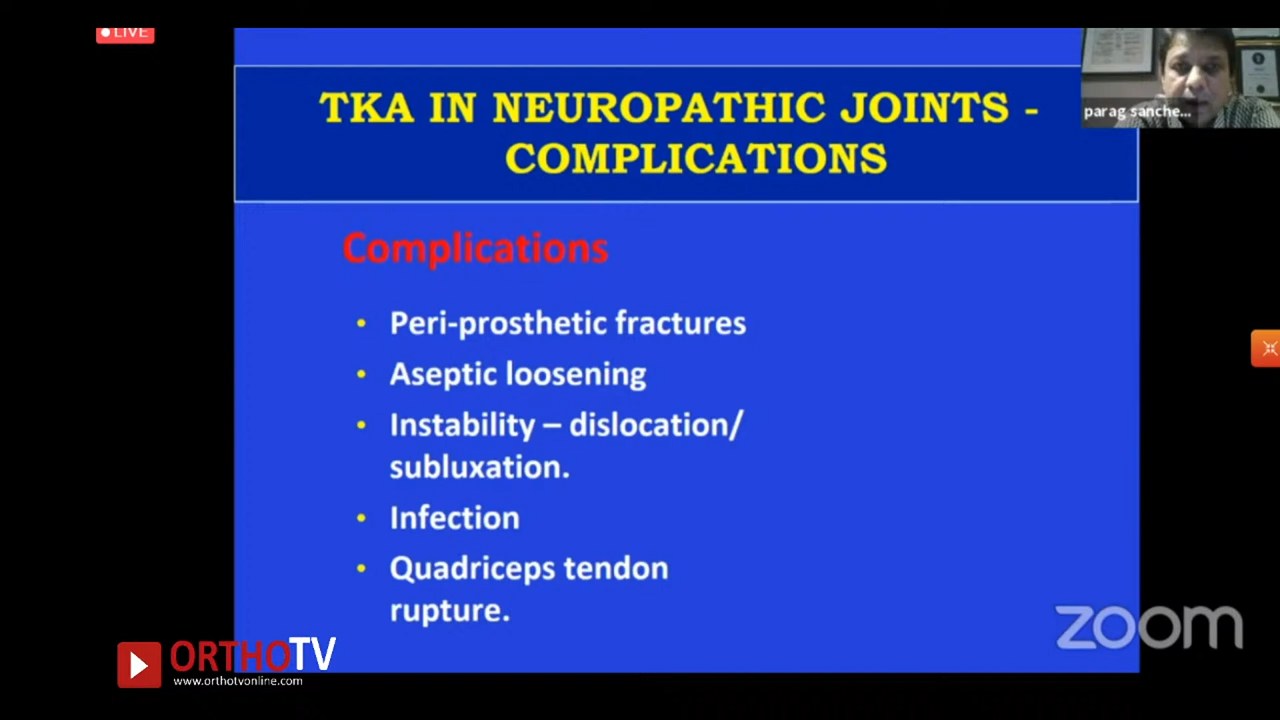 LIVE
TKA IN NEUROPATHIC JOINTS -
COMPLICATIONS
parag sanche...
Complications
• Peri-prosthetic fractures
• Aseptic loosening
• Instability – dislocation/
subluxation.
• Infection
• Quadriceps tendon
rupture.
zoom
ORTHOTV
www.orthotvonline.com